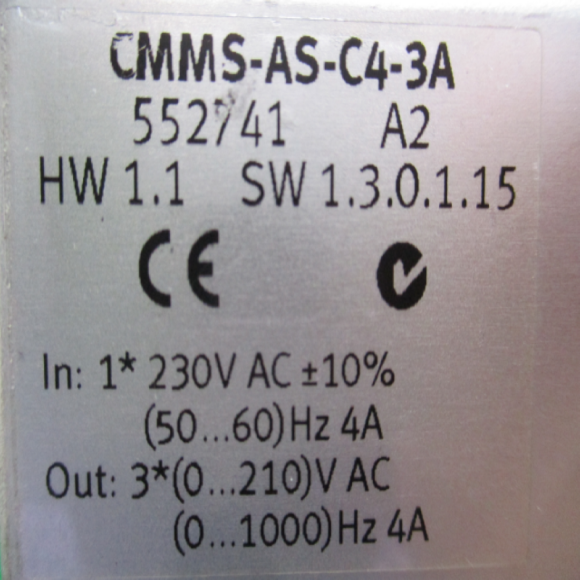 CMMS-AS-C4-3A
552741 A2
HW 1.1 SW 1.3.0.1.15
CE
In: 1* 230V AC ±10%
(50...60)Hz 4A
Out: 3*(0...210)V AC
(0...1000)Hz 4A